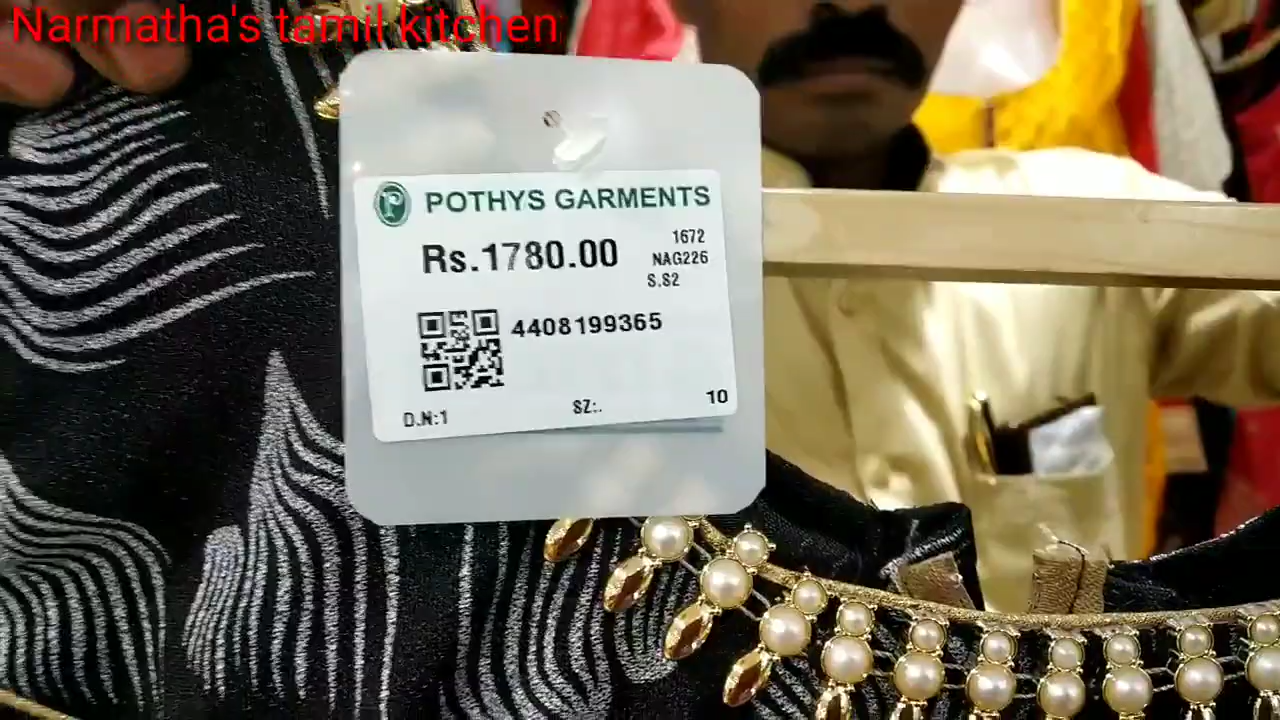 Narmatha's tamil kitchen
P POTHYS GARMENTS
Rs.1780.00
1672
NAG226
S.S2
4408199365
D.N:1 SZ:. 10